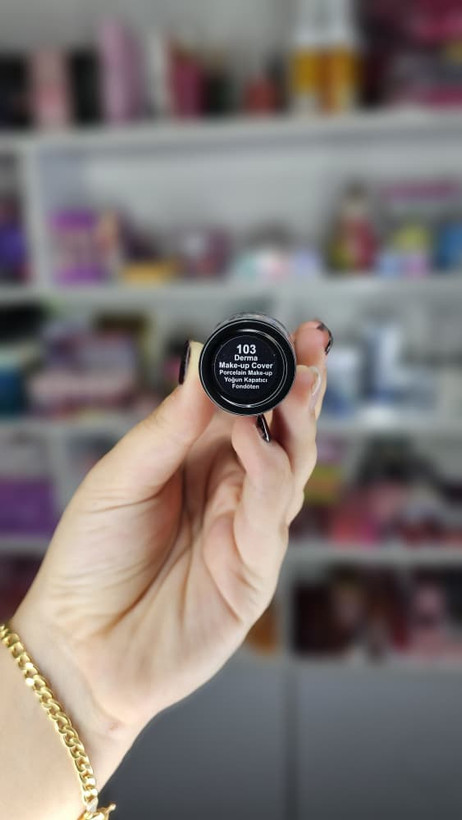 103
Derma
Make-up Cover
Porcelain Make-up
Yoğun Kapatıcı
Fondöten